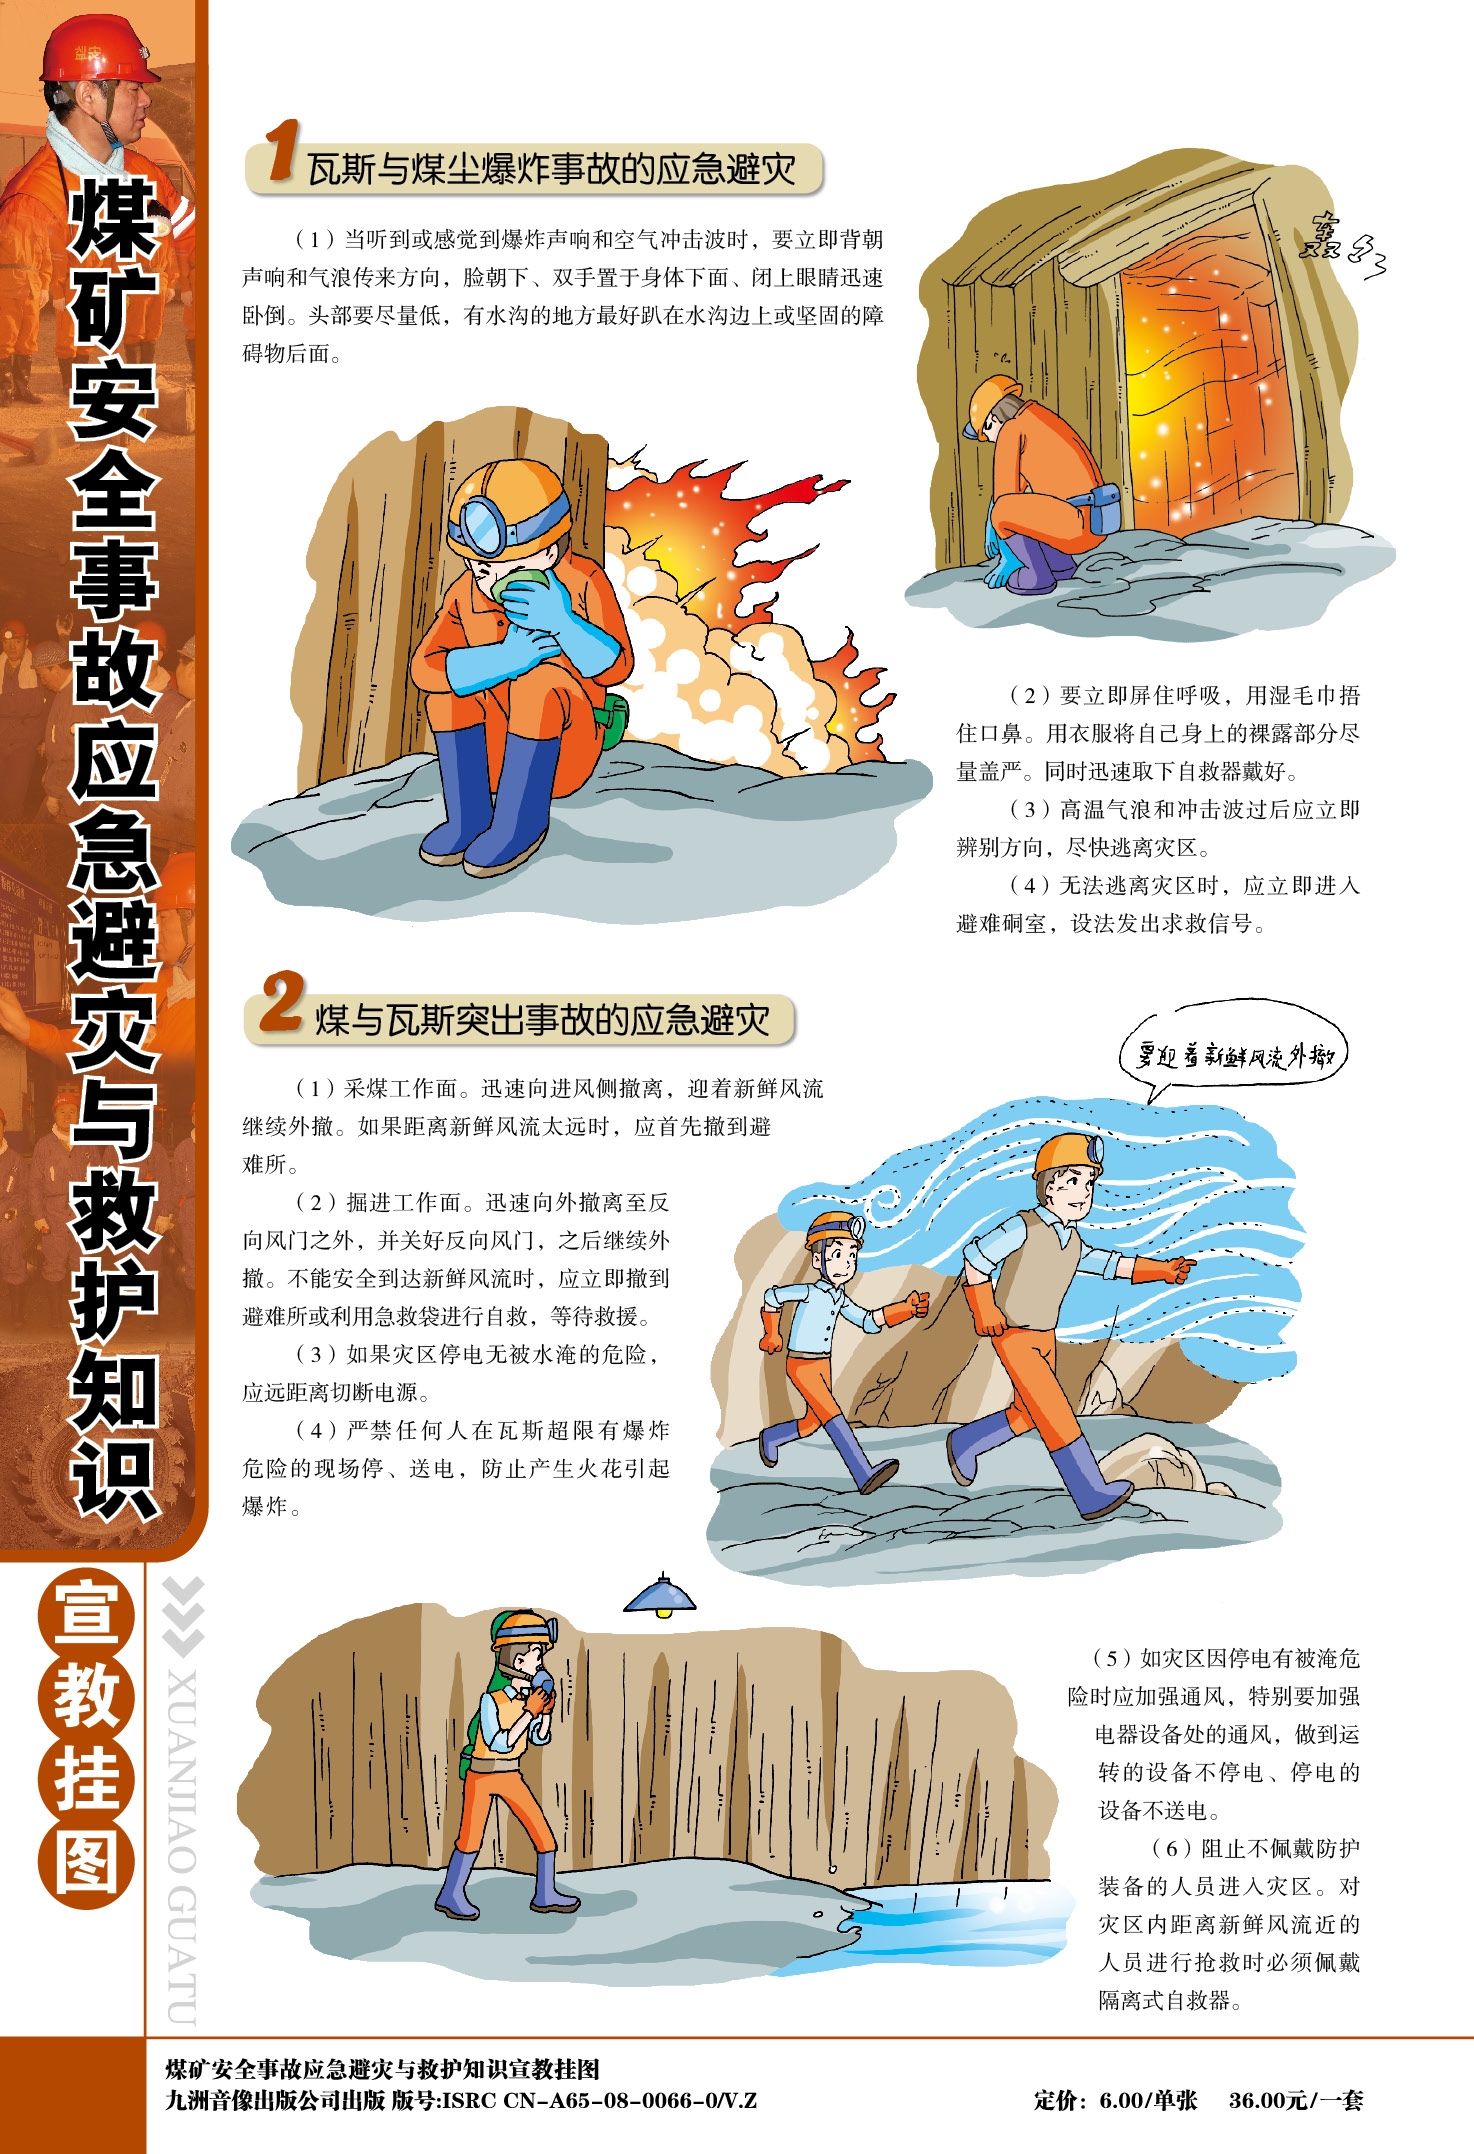 煤矿安全事故应急避灾与救护知识
宣教挂图
XUANJIAO GUATU
1 瓦斯与煤尘爆炸事故的应急避灾
（1）当听到或感觉到爆炸声响和空气冲击波时，要立即背朝
声响和气浪传来方向，脸朝下、双手置于身体下面、闭上眼睛迅速
卧倒。头部要尽量低，有水沟的地方最好趴在水沟边上或坚固的障
碍物后面。
轰
（2）要立即屏住呼吸，用湿毛巾捂
住口鼻。用衣服将自己身上的裸露部分尽
量盖严。同时迅速取下自救器戴好。
（3）高温气浪和冲击波过后应立即
辨别方向，尽快逃离灾区。
（4）无法逃离灾区时，应立即进入
避难硐室，设法发出求救信号。
2 煤与瓦斯突出事故的应急避灾
要迎着新鲜风流外撤
（1）采煤工作面。迅速向进风侧撤离，迎着新鲜风流
继续外撤。如果距离新鲜风流太远时，应首先撤到避
难所。
（2）掘进工作面。迅速向外撤离至反
向风门之外，并关好反向风门，之后继续外
撤。不能安全到达新鲜风流时，应立即撤到
避难所或利用急救袋进行自救，等待救援。
（3）如果灾区停电无被水淹的危险，
应远距离切断电源。
（4）严禁任何人在瓦斯超限有爆炸
危险的现场停、送电，防止产生火花引起
爆炸。
（5）如灾区因停电有被淹危
险时应加强通风，特别要加强
电器设备处的通风，做到运
转的设备不停电、停电的
设备不送电。
（6）阻止不佩戴防护
装备的人员进入灾区。对
灾区内距离新鲜风流近的
人员进行抢救时必须佩戴
隔离式自救器。
煤矿安全事故应急避灾与救护知识宣教挂图
九洲音像出版公司出版 版号:ISRC CN-A65-08-0066-0/V.Z
定价：6.00/单张 36.00元/一套